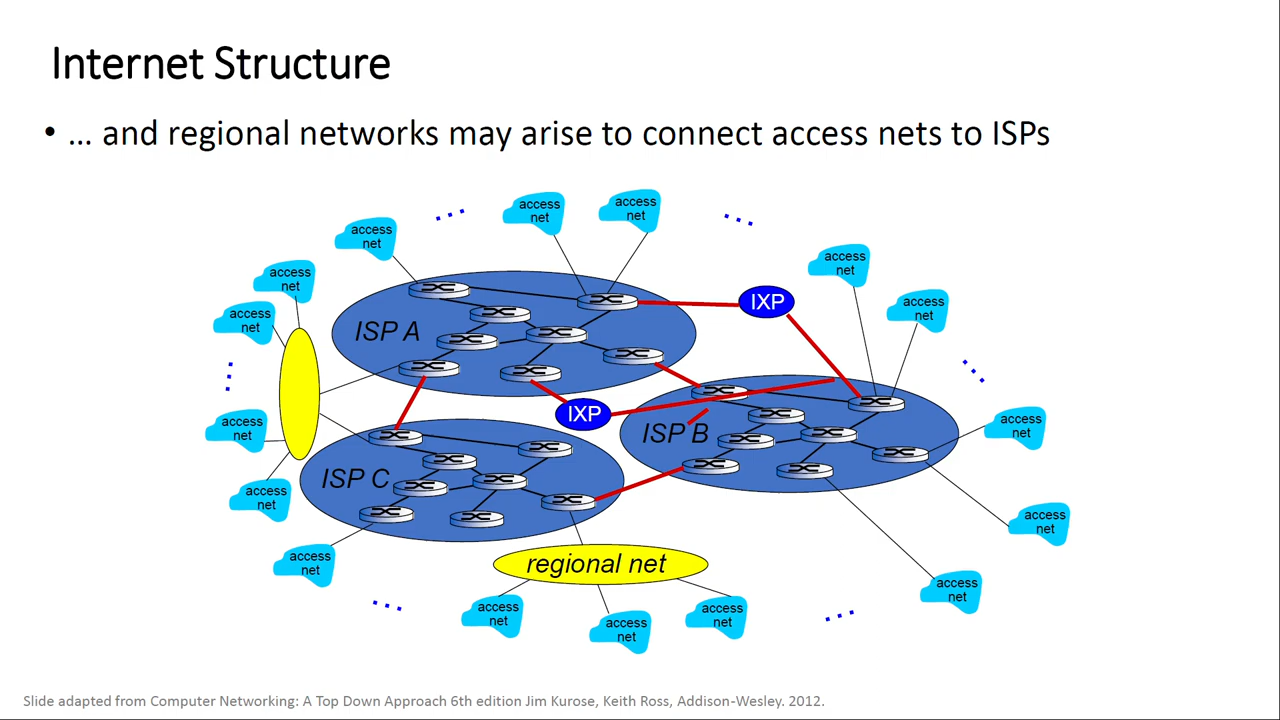 Internet Structure
• ... and regional networks may arise to connect access nets to ISPs
access
net
access
net
access
net
access
net
access
net
access
net
access
net
IXP
ISP A
IXP
ISP B
access
net
access
net
ISP C
access
net
access
net
access
net
regional net
access
net
access
net
access
net
access
net
Slide adapted from Computer Networking: A Top Down Approach 6th edition Jim Kurose, Keith Ross, Addison-Wesley. 2012.